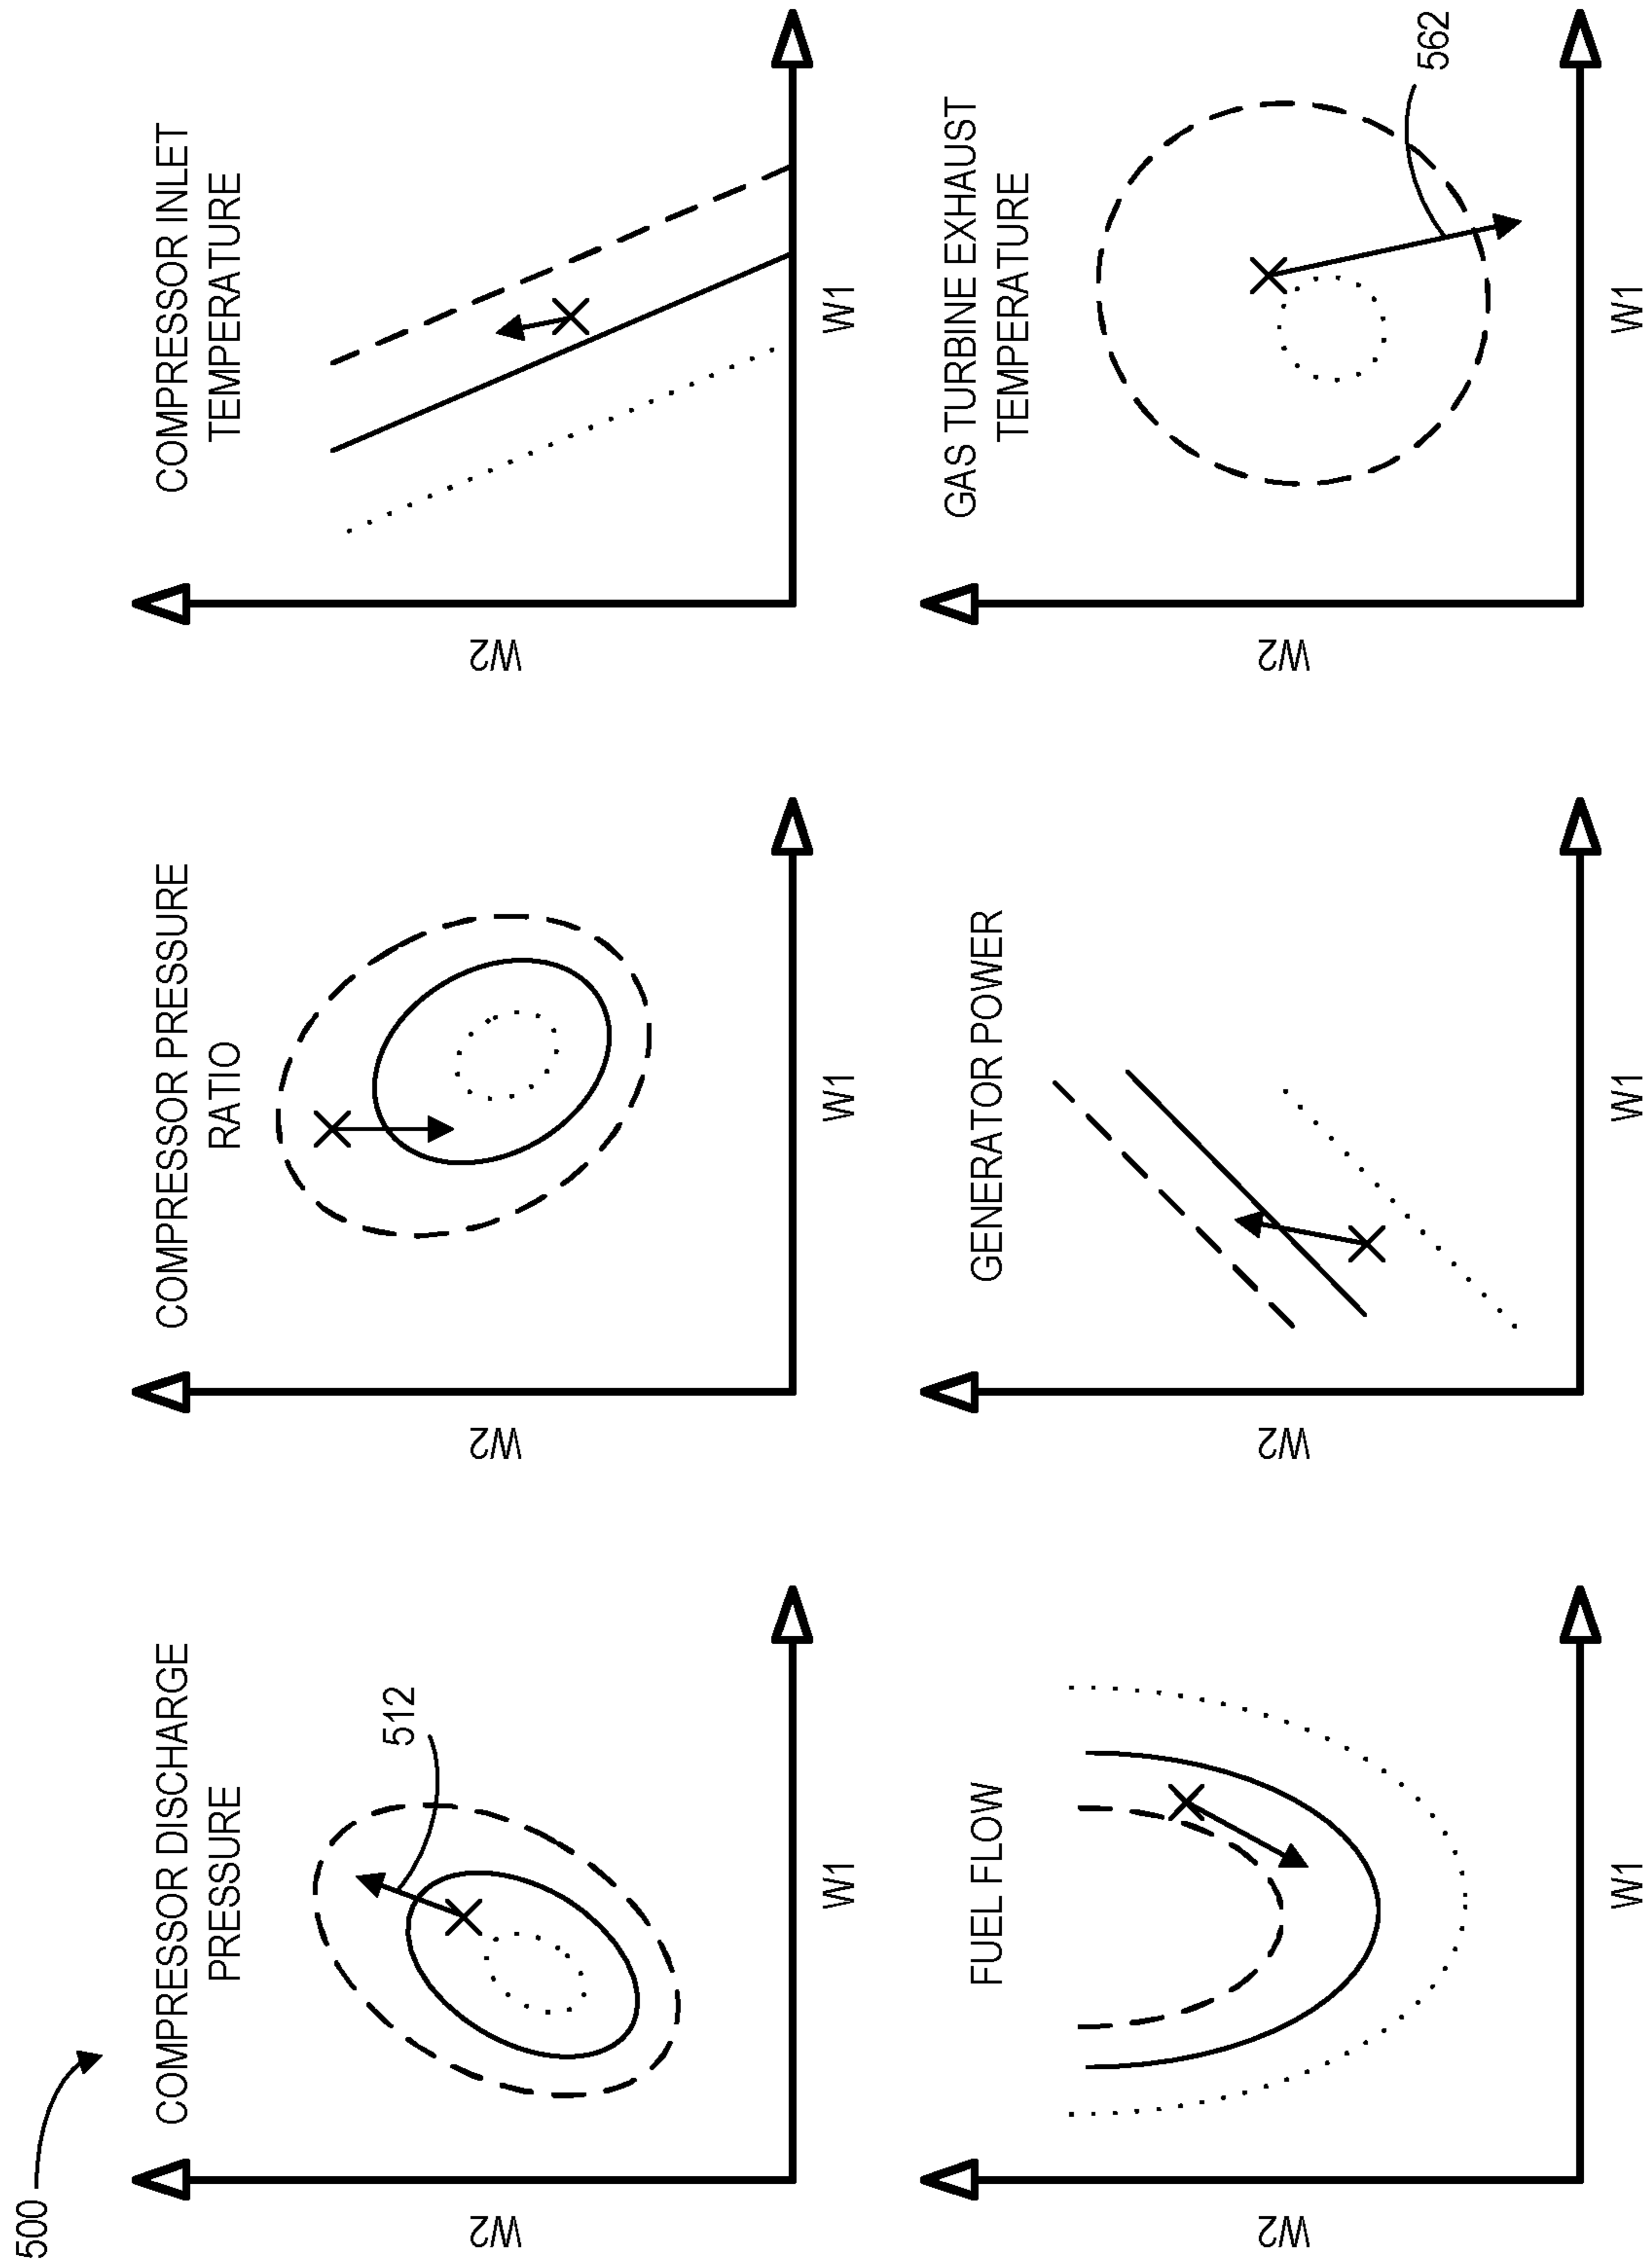 500
COMPRESSOR DISCHARGE
PRESSURE
512
W2
W1
COMPRESSOR PRESSURE
RATIO
W2
W1
COMPRESSOR INLET
TEMPERATURE
W2
W1
FUEL FLOW
W2
W1
GENERATOR POWER
W2
W1
GAS TURBINE EXHAUST
TEMPERATURE
562
W2
W1